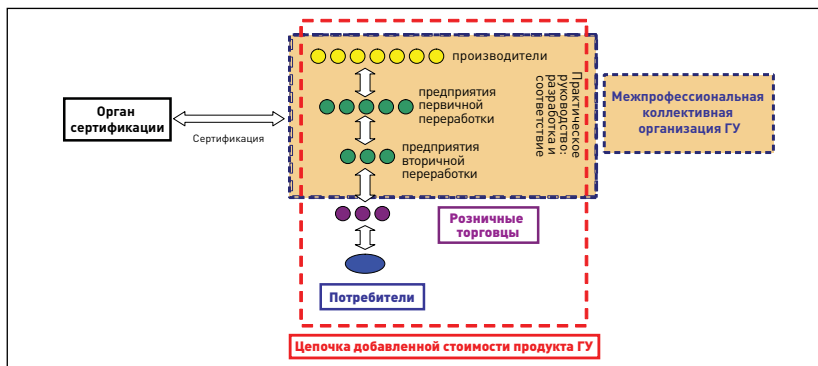 производители
предприятия
первичной
переработки
предприятия
вторичной
переработки
Практическое
руководство:
разработка и
соответствие
Межпрофессиональная
коллективная
организация ГУ
Орган
сертификации
Сертификация
Розничные
торговцы
Потребители
Цепочка добавленной стоимости продукта ГУ